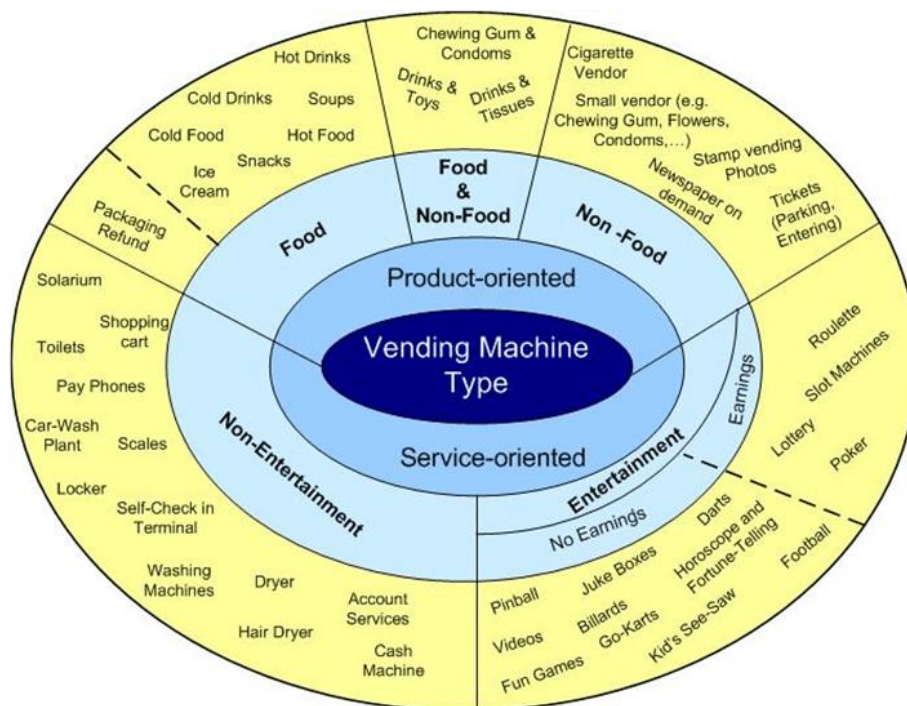 Vending Machine
Type
Product-oriented
Service-oriented
Food
Food
&
Non-Food
Non -Food
Non-Entertainment
Entertainment
Earnings
No Earnings
Packaging
Refund
Hot Drinks
Cold Drinks
Soups
Cold Food
Hot Food
Snacks
Ice
Cream
Chewing Gum &
Condoms
Drinks &
Toys
Drinks &
Tissues
Cigarette
Vendor
Small vendor (e.g.
Chewing Gum, Flowers,
Condoms,...)
Stamp vending
Photos
Newspaper on
demand
Tickets
(Parking,
Entering)
Roulette
Slot Machines
Lottery
Poker
Darts
Horoscope and
Fortune-Telling
Football
Juke Boxes
Pinball
Billards
Go-Karts
Kid's See-Saw
Videos
Fun Games
Solarium
Shopping
cart
Toilets
Pay Phones
Car-Wash
Plant
Scales
Locker
Self-Check in
Terminal
Washing
Machines
Dryer
Account
Services
Hair Dryer
Cash
Machine